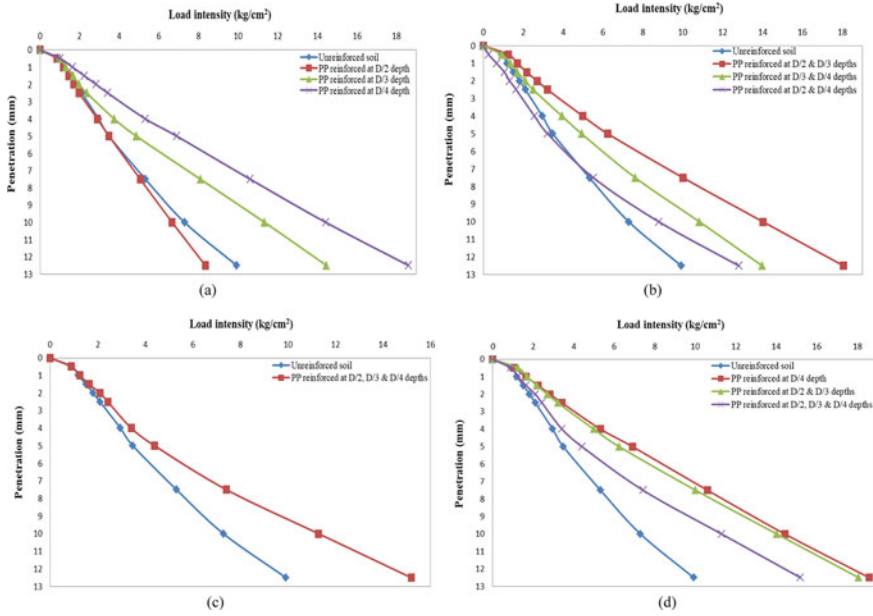 Load intensity (kg/cm²)
0 2 4 6 8 10 12 14 16 18
0
1
2
3
4
5
6
7
8
9
10
11
12
13
Penetration (mm)
Unreinforced soil
PP reinforced at D/2 depth
PP reinforced at D/3 depth
PP reinforced at D/4 depth
(a)
Load intensity (kg/cm²)
0 2 4 6 8 10 12 14 16 18
0
1
2
3
4
5
6
7
8
9
10
11
12
13
Penetration (mm)
Unreinforced soil
PP reinforced at D/2 & D/3 depths
PP reinforced at D/3 & D/4 depths
PP reinforced at D/2 & D/4 depths
(b)
Load intensity (kg/cm²)
0 2 4 6 8 10 12 14 16
0
1
2
3
4
5
6
7
8
9
10
11
12
13
Penetration (mm)
Unreinforced soil
PP reinforced at D/2, D/3 & D/4 depths
(c)
Load intensity (kg/cm²)
0 2 4 6 8 10 12 14 16 18
0
1
2
3
4
5
6
7
8
9
10
11
12
13
Penetration (mm)
Unreinforced soil
PP reinforced at D/4 depth
PP reinforced at D/2 & D/3 depths
PP reinforced at D/2, D/3 & D/4 depths
(d)